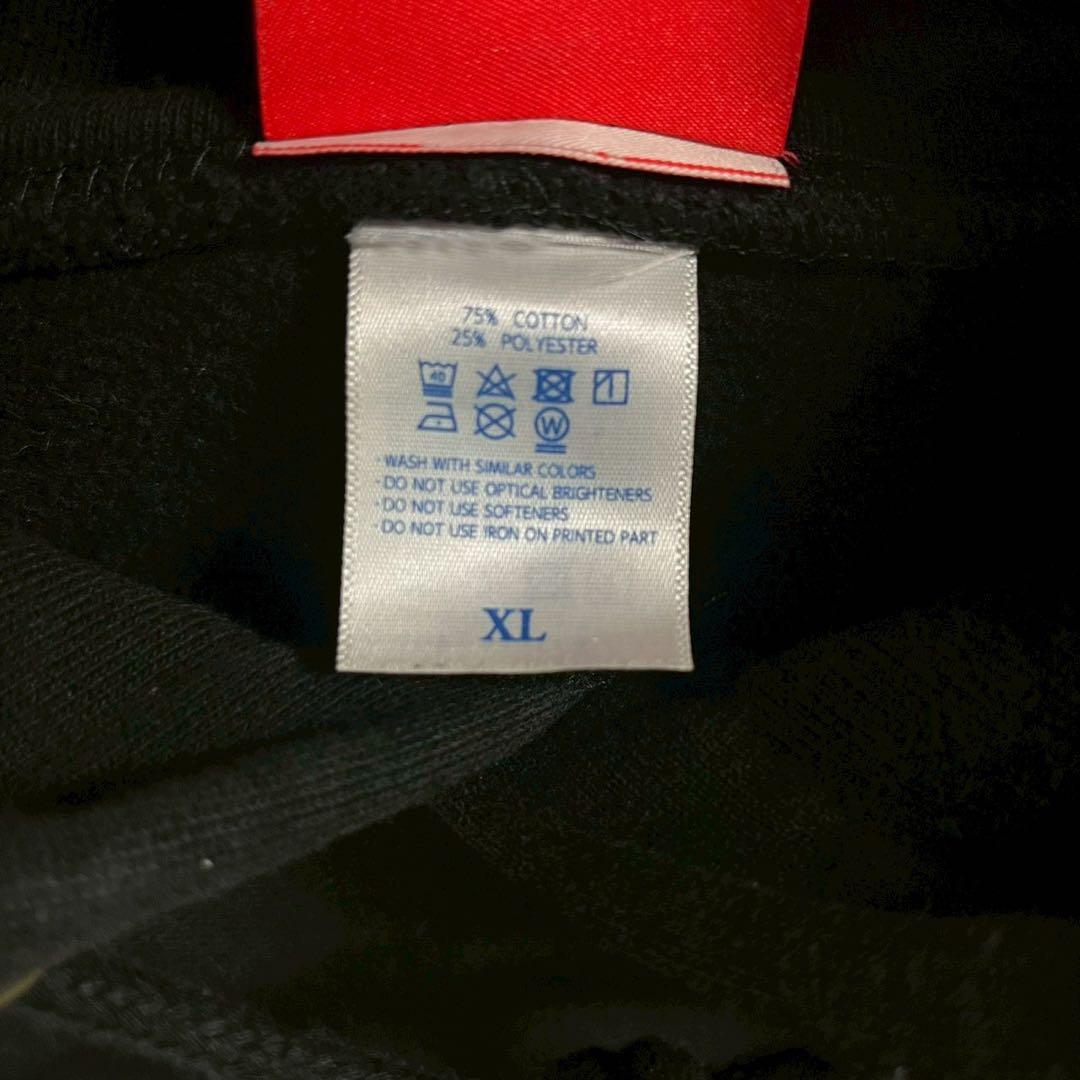 75% COTTON
25% POLYESTER
40
W
·WASH WITH SIMILAR COLORS
·DO NOT USE OPTICAL BRIGHTENERS
·DO NOT USE SOFTENERS
·DO NOT USE IRON ON PRINTED PART
XL